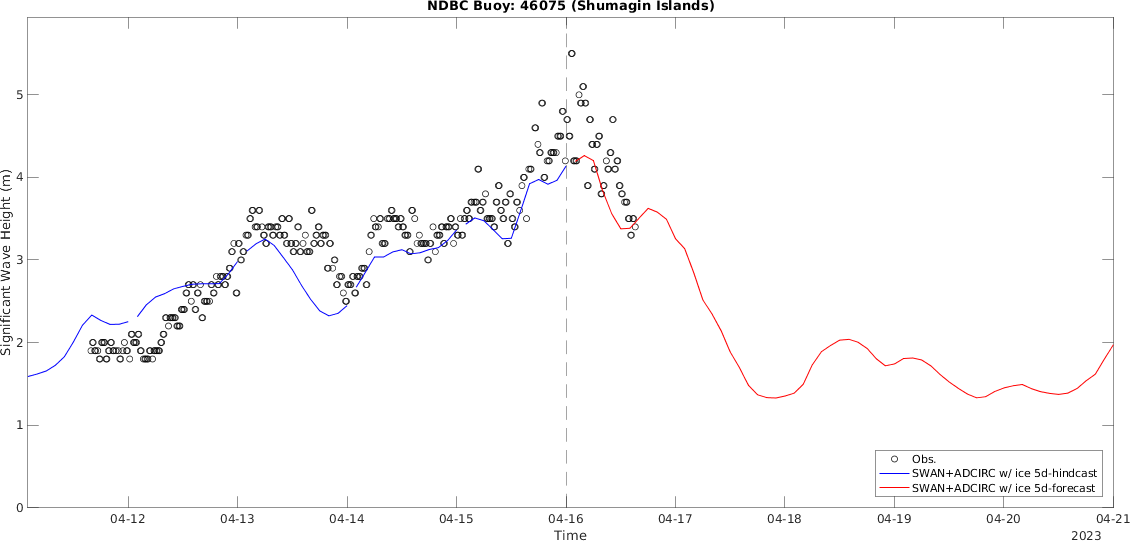 NDBC Buoy: 46075 (Shumagin Islands)
Significant Wave Height (m)
5
4
3
2
1
0
Obs.
SWAN+ADCIRC w/ ice 5d-hindcast
SWAN+ADCIRC w/ ice 5d-forecast
04-12 04-13 04-14 04-15 04-16 04-17 04-18 04-19 04-20 04-21
Time
2023